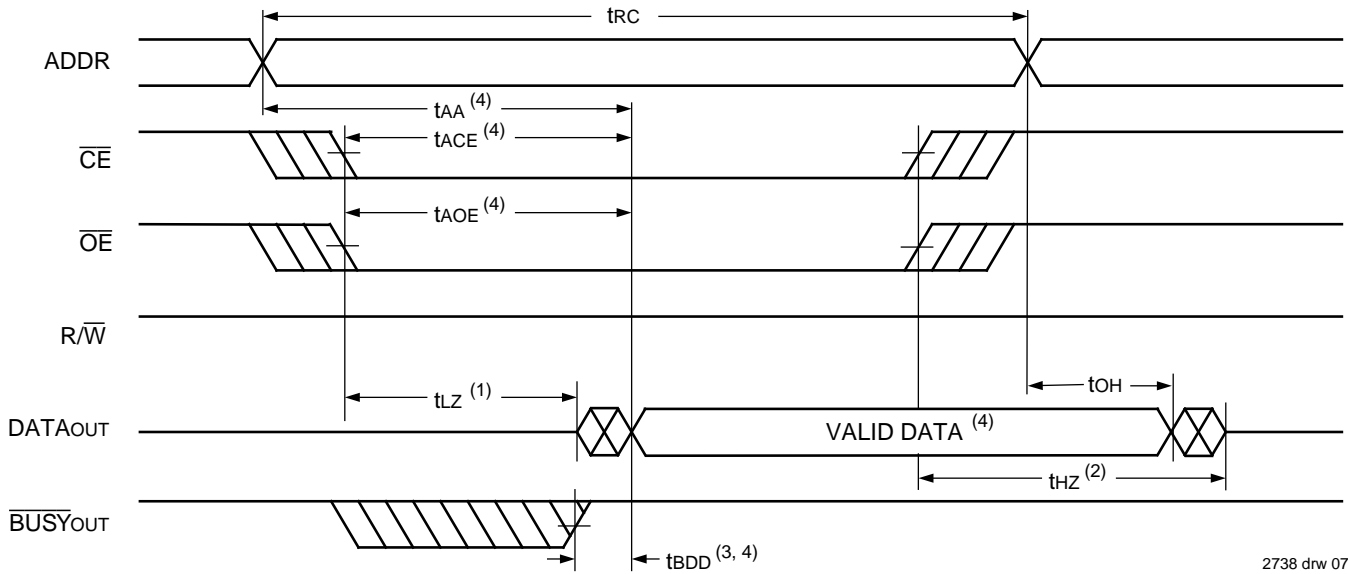 tRC
ADDR
tAA (4)
tACE (4)
CE
tAOE (4)
OE
R/W
tLZ (1)
tOH
DATAOUT
VALID DATA (4)
tHZ (2)
BUSYOUT
tBDD (3, 4)
2738 drw 07